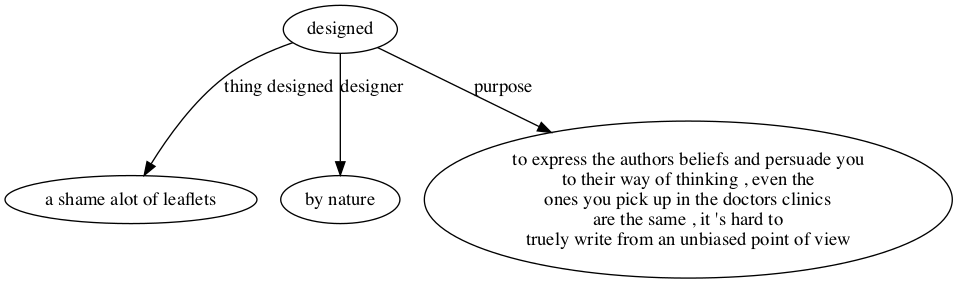 designed
thing designed
designer
purpose
a shame alot of leaflets
by nature
to express the authors beliefs and persuade you
to their way of thinking , even the
ones you pick up in the doctors clinics
are the same , it 's hard to
truely write from an unbiased point of view